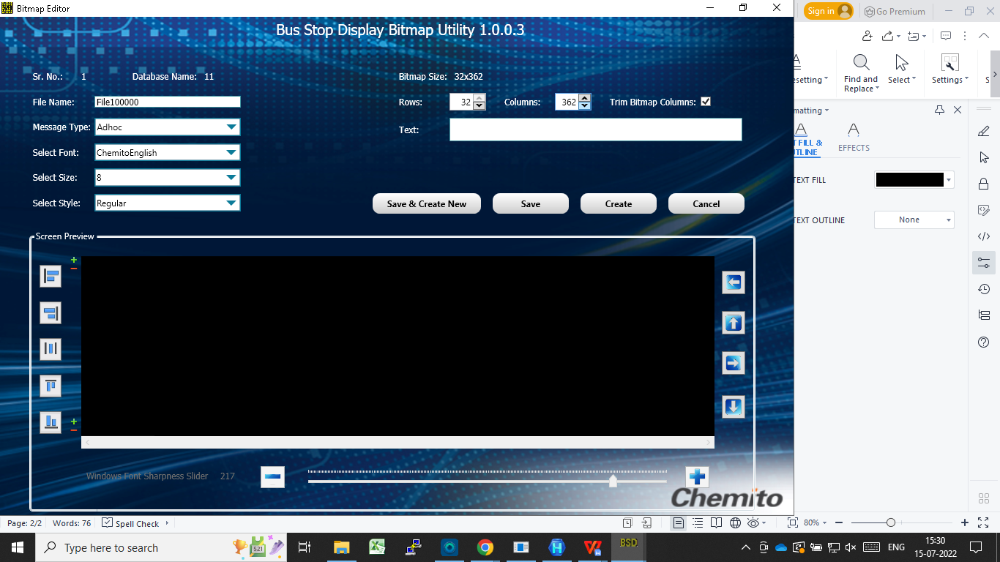 Bitmap Editor
Sign in
Go Premium
Bus Stop Display Bitmap Utility 1.0.0.3
Sr. No.: 1 Database Name: 11 Bitmap Size: 32x362
File Name: File100000 Rows: 32 Columns: 362 Trim Bitmap Columns:
Message Type: Adhoc Text:
Select Font: ChemitoEnglish
Select Size: 8
Select Style: Regular
Save & Create New Save Create Cancel
Screen Preview
Windows Font Sharpness Slider 217
Chemito
esetting Find and Replace Select Settings S
matting
T FILL & UTLINE EFFECTS
TEXT FILL
TEXT OUTLINE None
Page: 2/2 Words: 76 Spell Check 80%
Type here to search 521 BSD ENG 15:30
15-07-2022